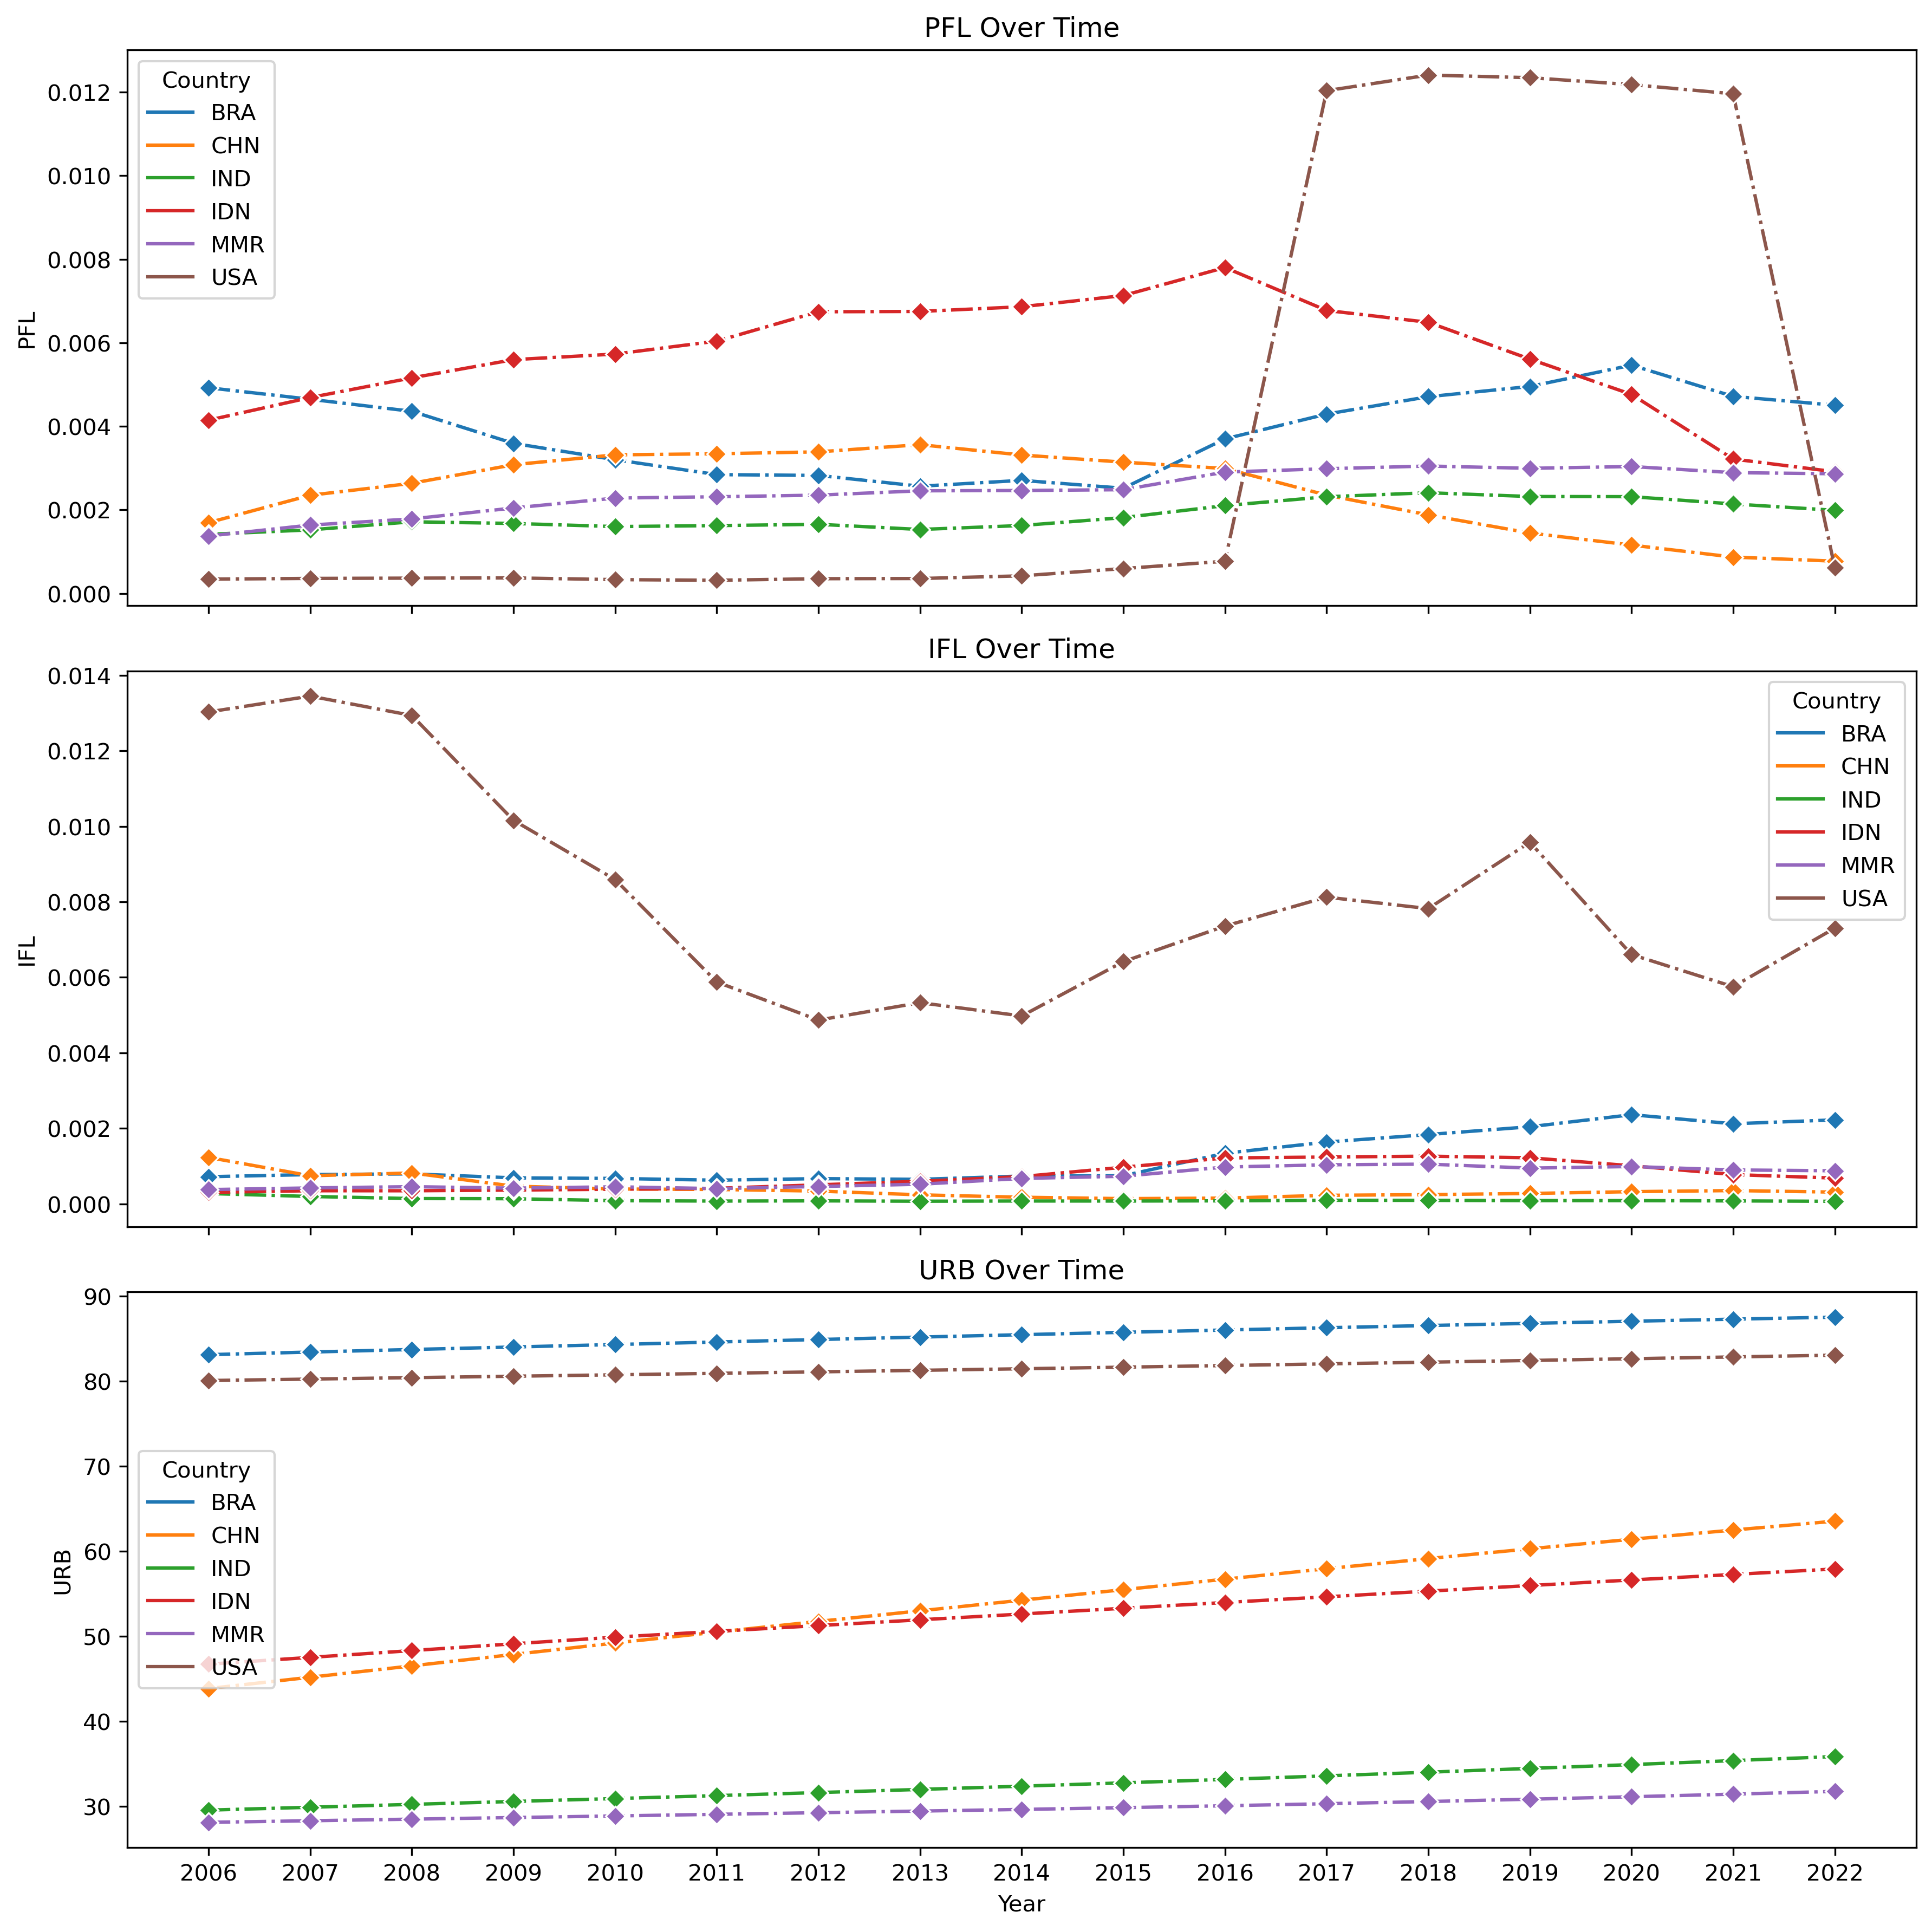 PFL Over Time
PFL
0.012
0.010
0.008
0.006
0.004
0.002
0.000
Country
BRA
CHN
IND
IDN
MMR
USA
IFL Over Time
IFL
0.014
0.012
0.010
0.008
0.006
0.004
0.002
0.000
Country
BRA
CHN
IND
IDN
MMR
USA
URB Over Time
URB
90
80
70
60
50
40
30
Country
BRA
CHN
IND
IDN
MMR
USA
2006 2007 2008 2009 2010 2011 2012 2013 2014 2015 2016 2017 2018 2019 2020 2021 2022
Year